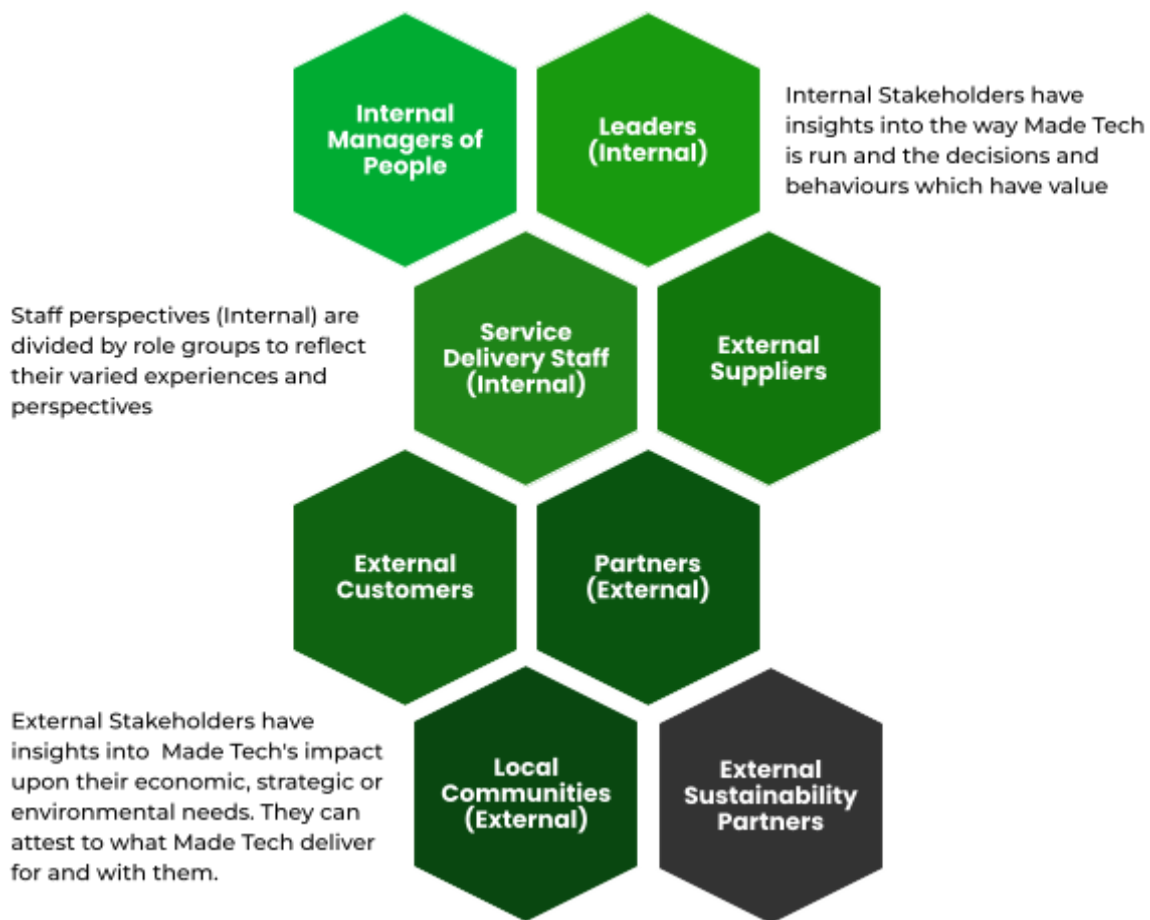 Internal
Managers of
People
Leaders
(Internal)
Internal Stakeholders have
insights into the way Made Tech
is run and the decisions and
behaviours which have value
Staff perspectives (Internal) are
divided by role groups to reflect
their varied experiences and
perspectives
Service
Delivery Staff
(Internal)
External
Suppliers
External
Customers
Partners
(External)
External Stakeholders have
insights into  Made Tech's impact
upon their economic, strategic or
environmental needs. They can
attest to what Made Tech deliver
for and with them.
Local
Communities
(External)
External
Sustainability
Partners